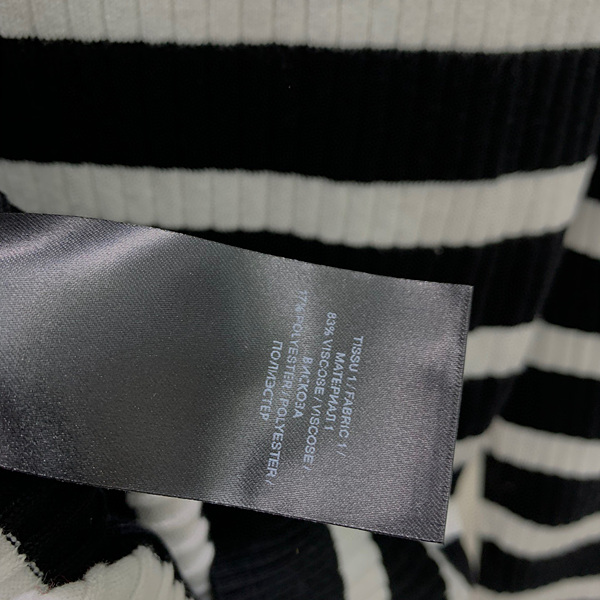 TISSU 1 / FABRIC 1 /
МАТЕРИАЛ 1
83% VISCOSE / VISCOSE /
ВИСКОЗА
17% POLYESTER / POLYESTER /
ПОЛИЭСТЕР